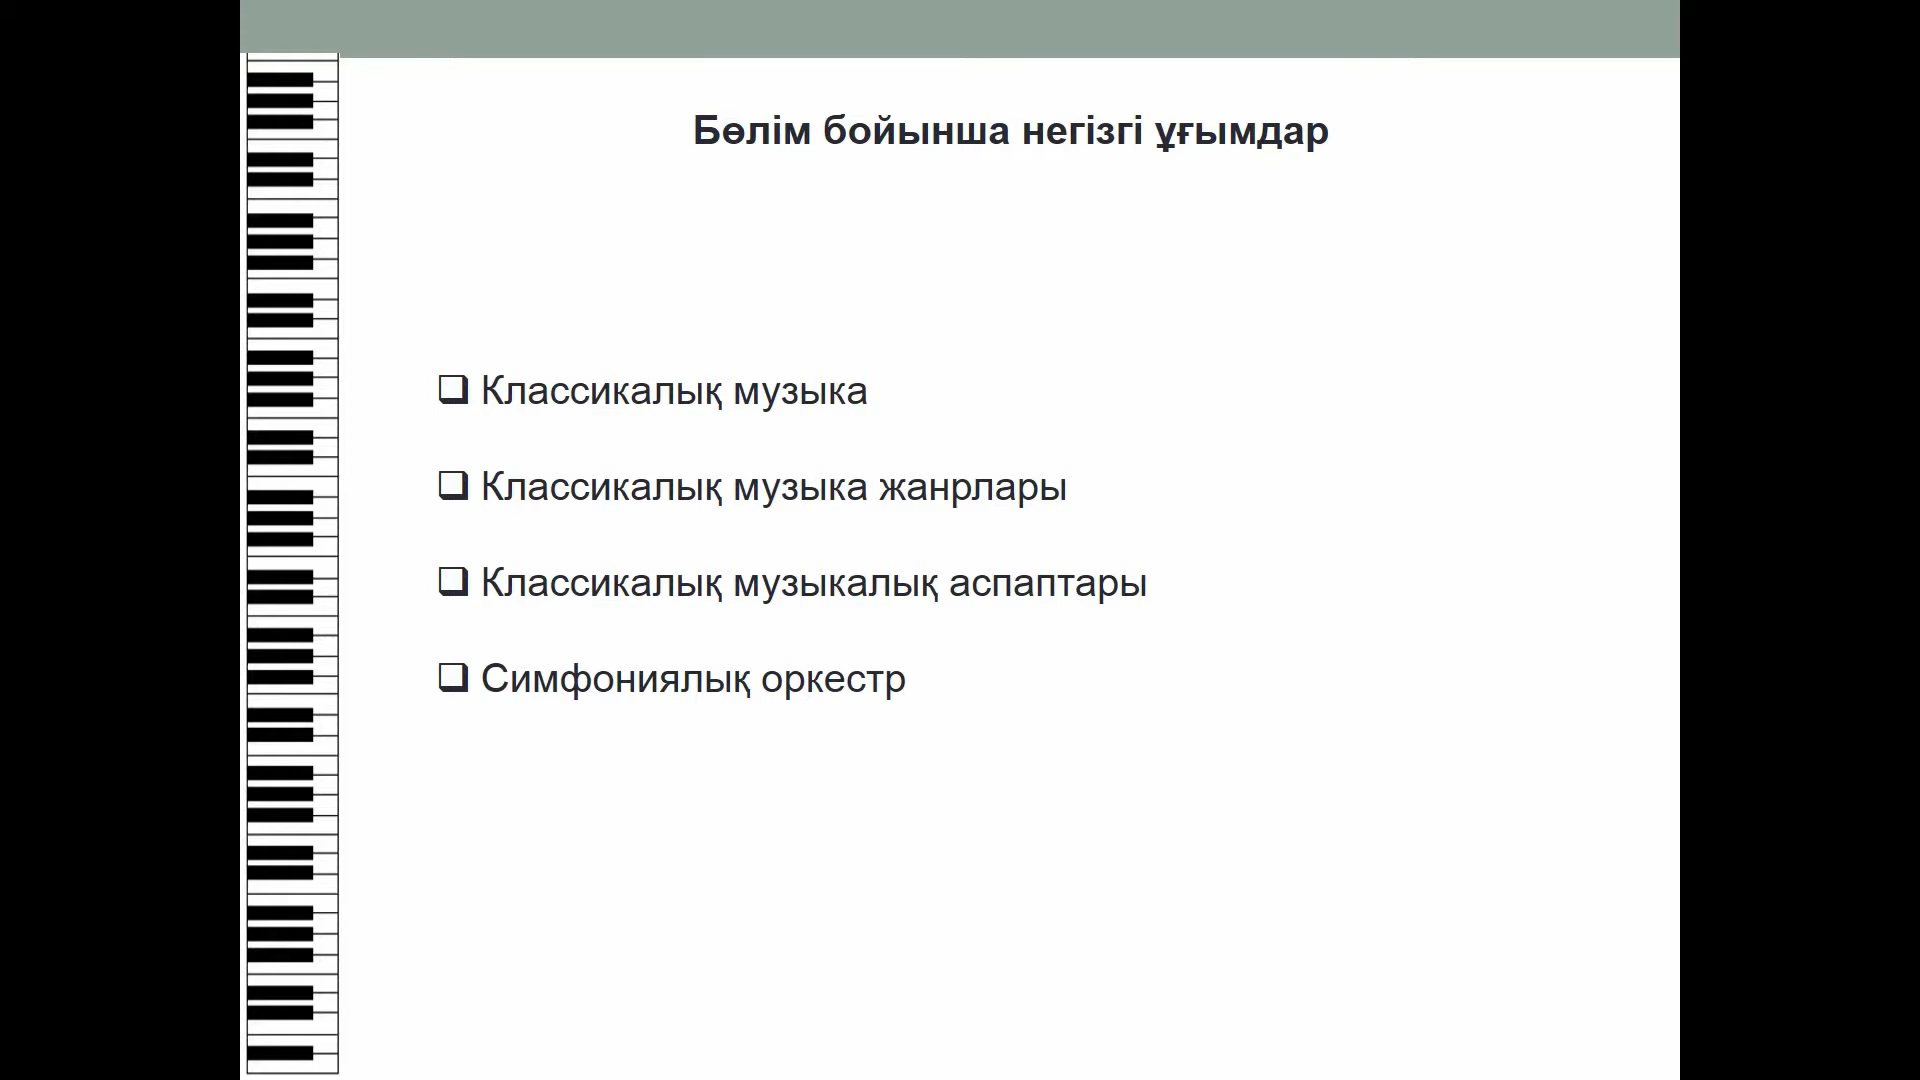 Бөлім бойынша негізгі ұғымдар
❑ Классикалық музыка
❑ Классикалық музыка жанрлары
❑ Классикалық музыкалық аспаптары
❑ Симфониялық оркестр